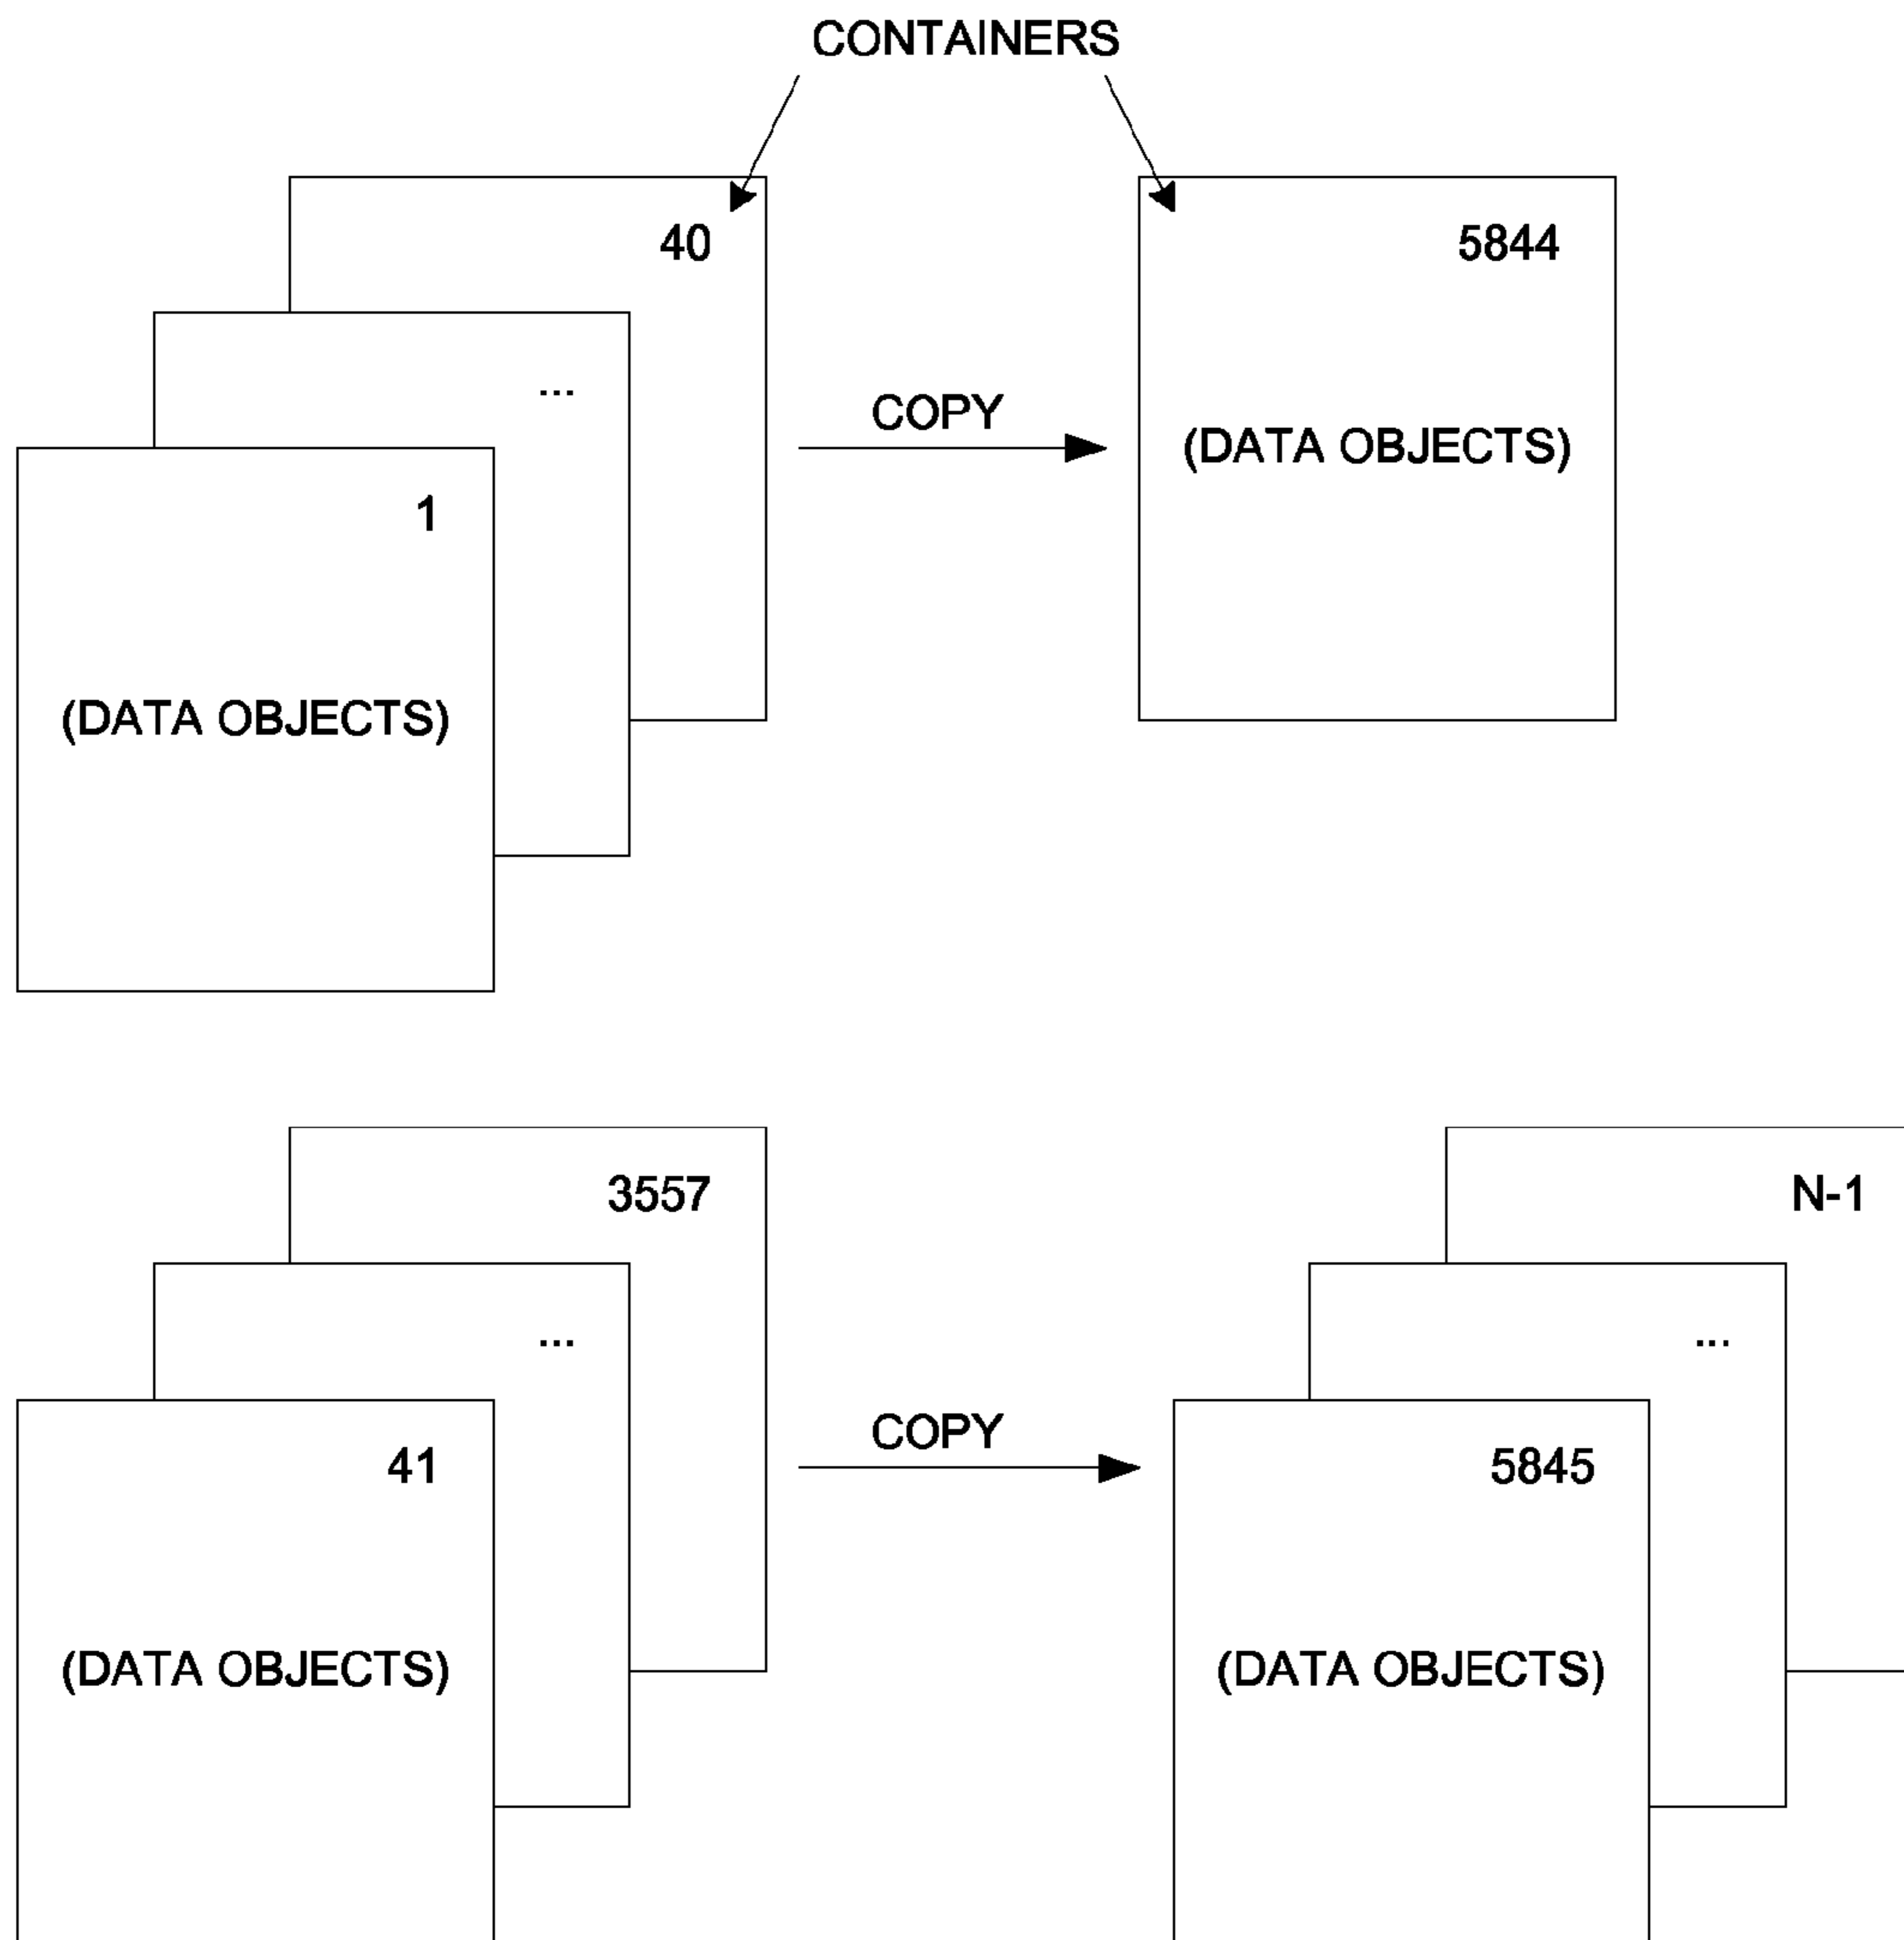 CONTAINERS
40
5844
...
COPY
(DATA OBJECTS)
1
(DATA OBJECTS)
3557
N-1
...
...
COPY
41
5845
(DATA OBJECTS)
(DATA OBJECTS)